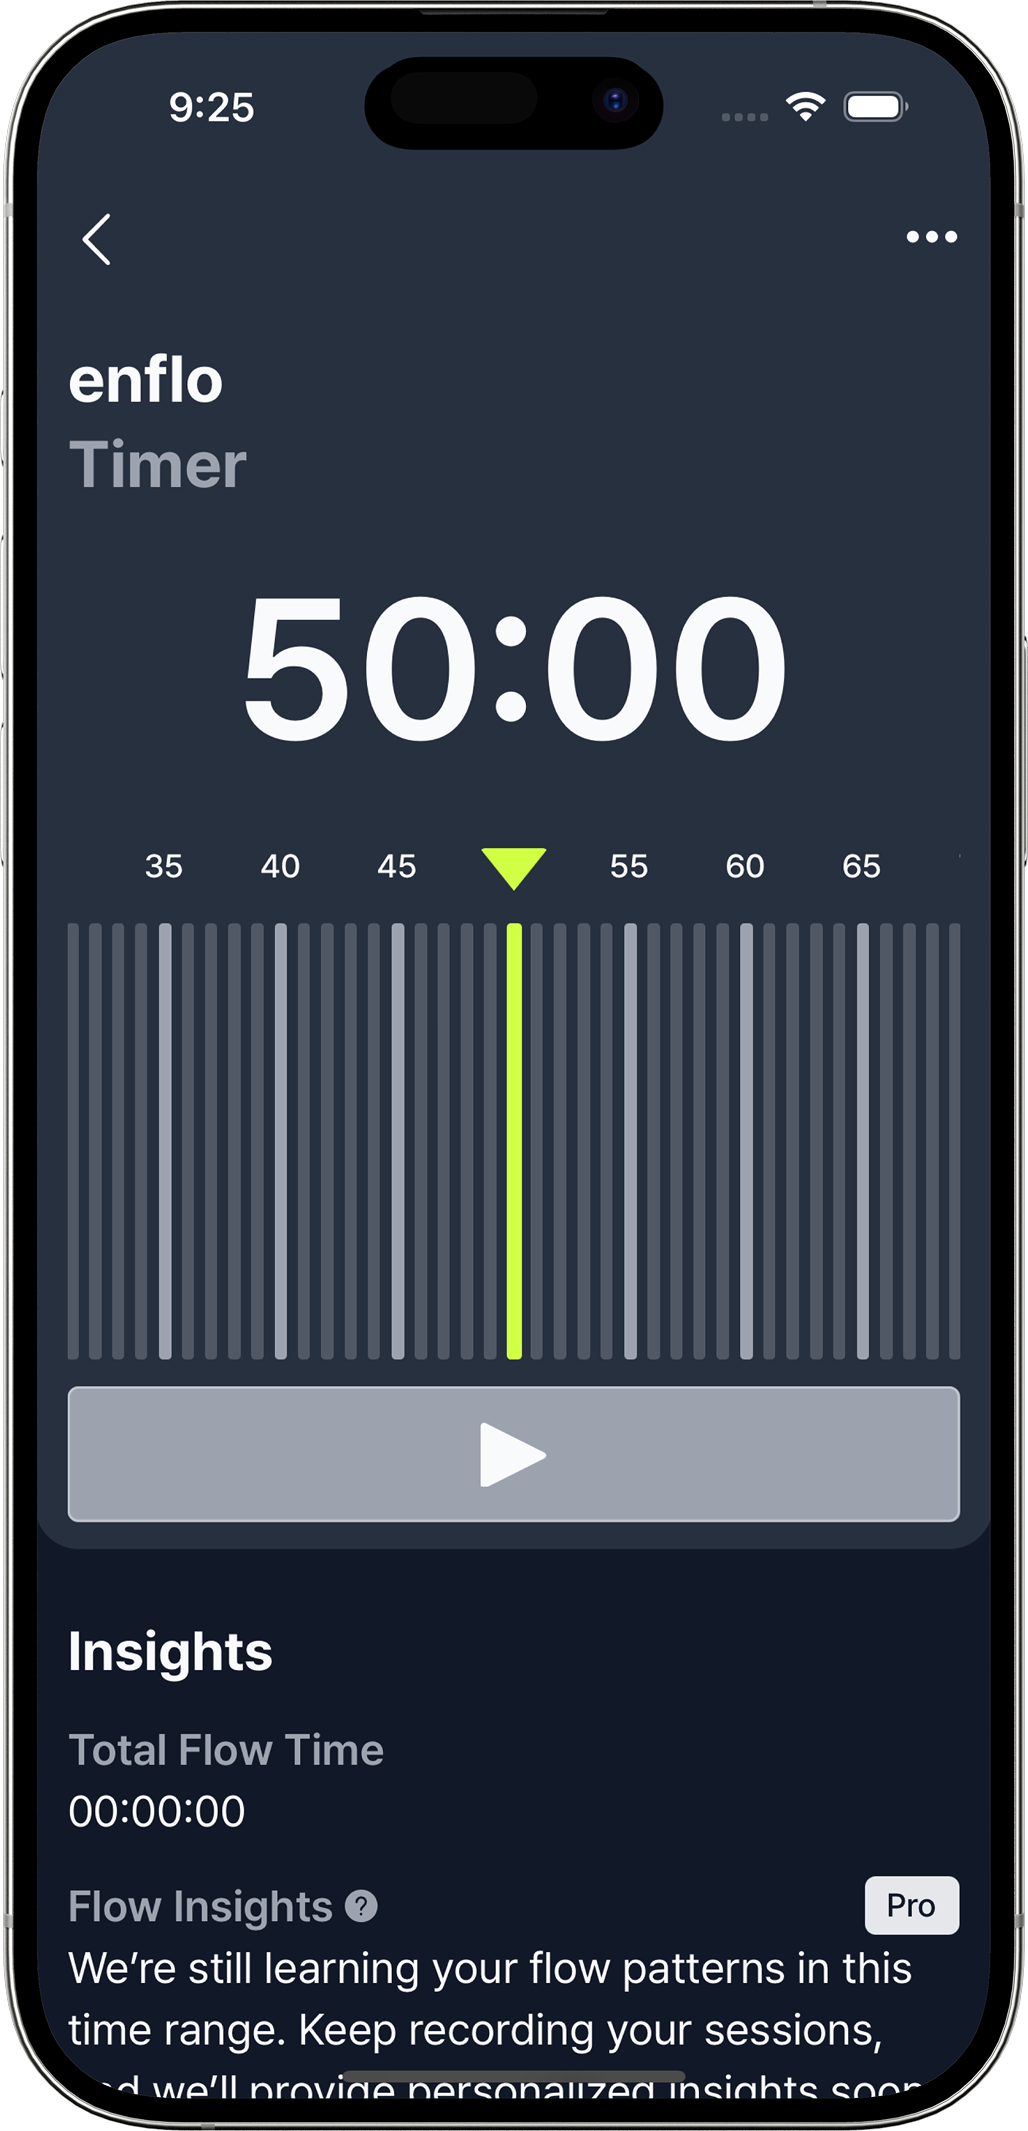 9:25
enflo
Timer
50:00
35 40 45 55 60 65
Insights
Total Flow Time
00:00:00
Flow Insights ?
Pro
We're still learning your flow patterns in this
time range. Keep recording your sessions,
and we'll provide personalized insights soon